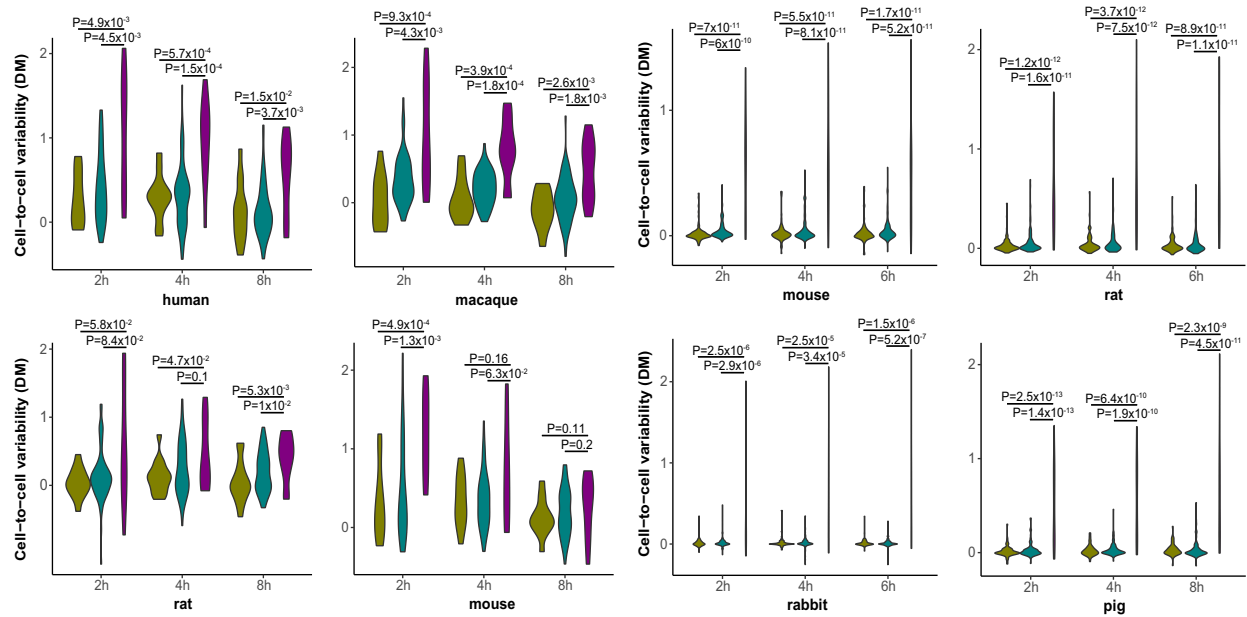 Cell-to-cell variability (DM)
P=4.9x10-3
P=4.5x10-3
P=5.7x10-4
P=1.5x10-4
P=1.5x10-2
P=3.7x10-3
2
1
0
2h
4h
8h
human
P=9.3x10-4
P=4.3x10-3
P=3.9x10-4
P=1.8x10-4
P=2.6x10-3
P=1.8x10-3
2
1
0
2h
4h
8h
macaque
Cell-to-cell variability (DM)
P=7x10-11
P=6x10-10
P=5.5x10-11
P=8.1x10-11
P=1.7x10-11
P=5.2x10-11
1
0
2h
4h
6h
mouse
P=1.2x10-12
P=1.6x10-11
P=3.7x10-12
P=7.5x10-12
P=8.9x10-11
P=1.1x10-11
2
1
0
2h
4h
6h
rat
Cell-to-cell variability (DM)
P=5.8x10-2
P=8.4x10-2
P=4.7x10-2
P=0.1
P=5.3x10-3
P=1x10-2
2
1
0
2h
4h
8h
rat
P=4.9x10-4
P=1.3x10-3
P=0.16
P=6.3x10-2
P=0.11
P=0.2
2
1
0
2h
4h
8h
mouse
Cell-to-cell variability (DM)
P=2.5x10-6
P=2.9x10-6
P=2.5x10-5
P=3.4x10-5
P=1.5x10-6
P=5.2x10-7
2
1
0
2h
4h
6h
rabbit
P=2.5x10-13
P=1.4x10-13
P=6.4x10-10
P=1.9x10-10
P=2.3x10-9
P=4.5x10-11
2
1
0
2h
4h
8h
pig